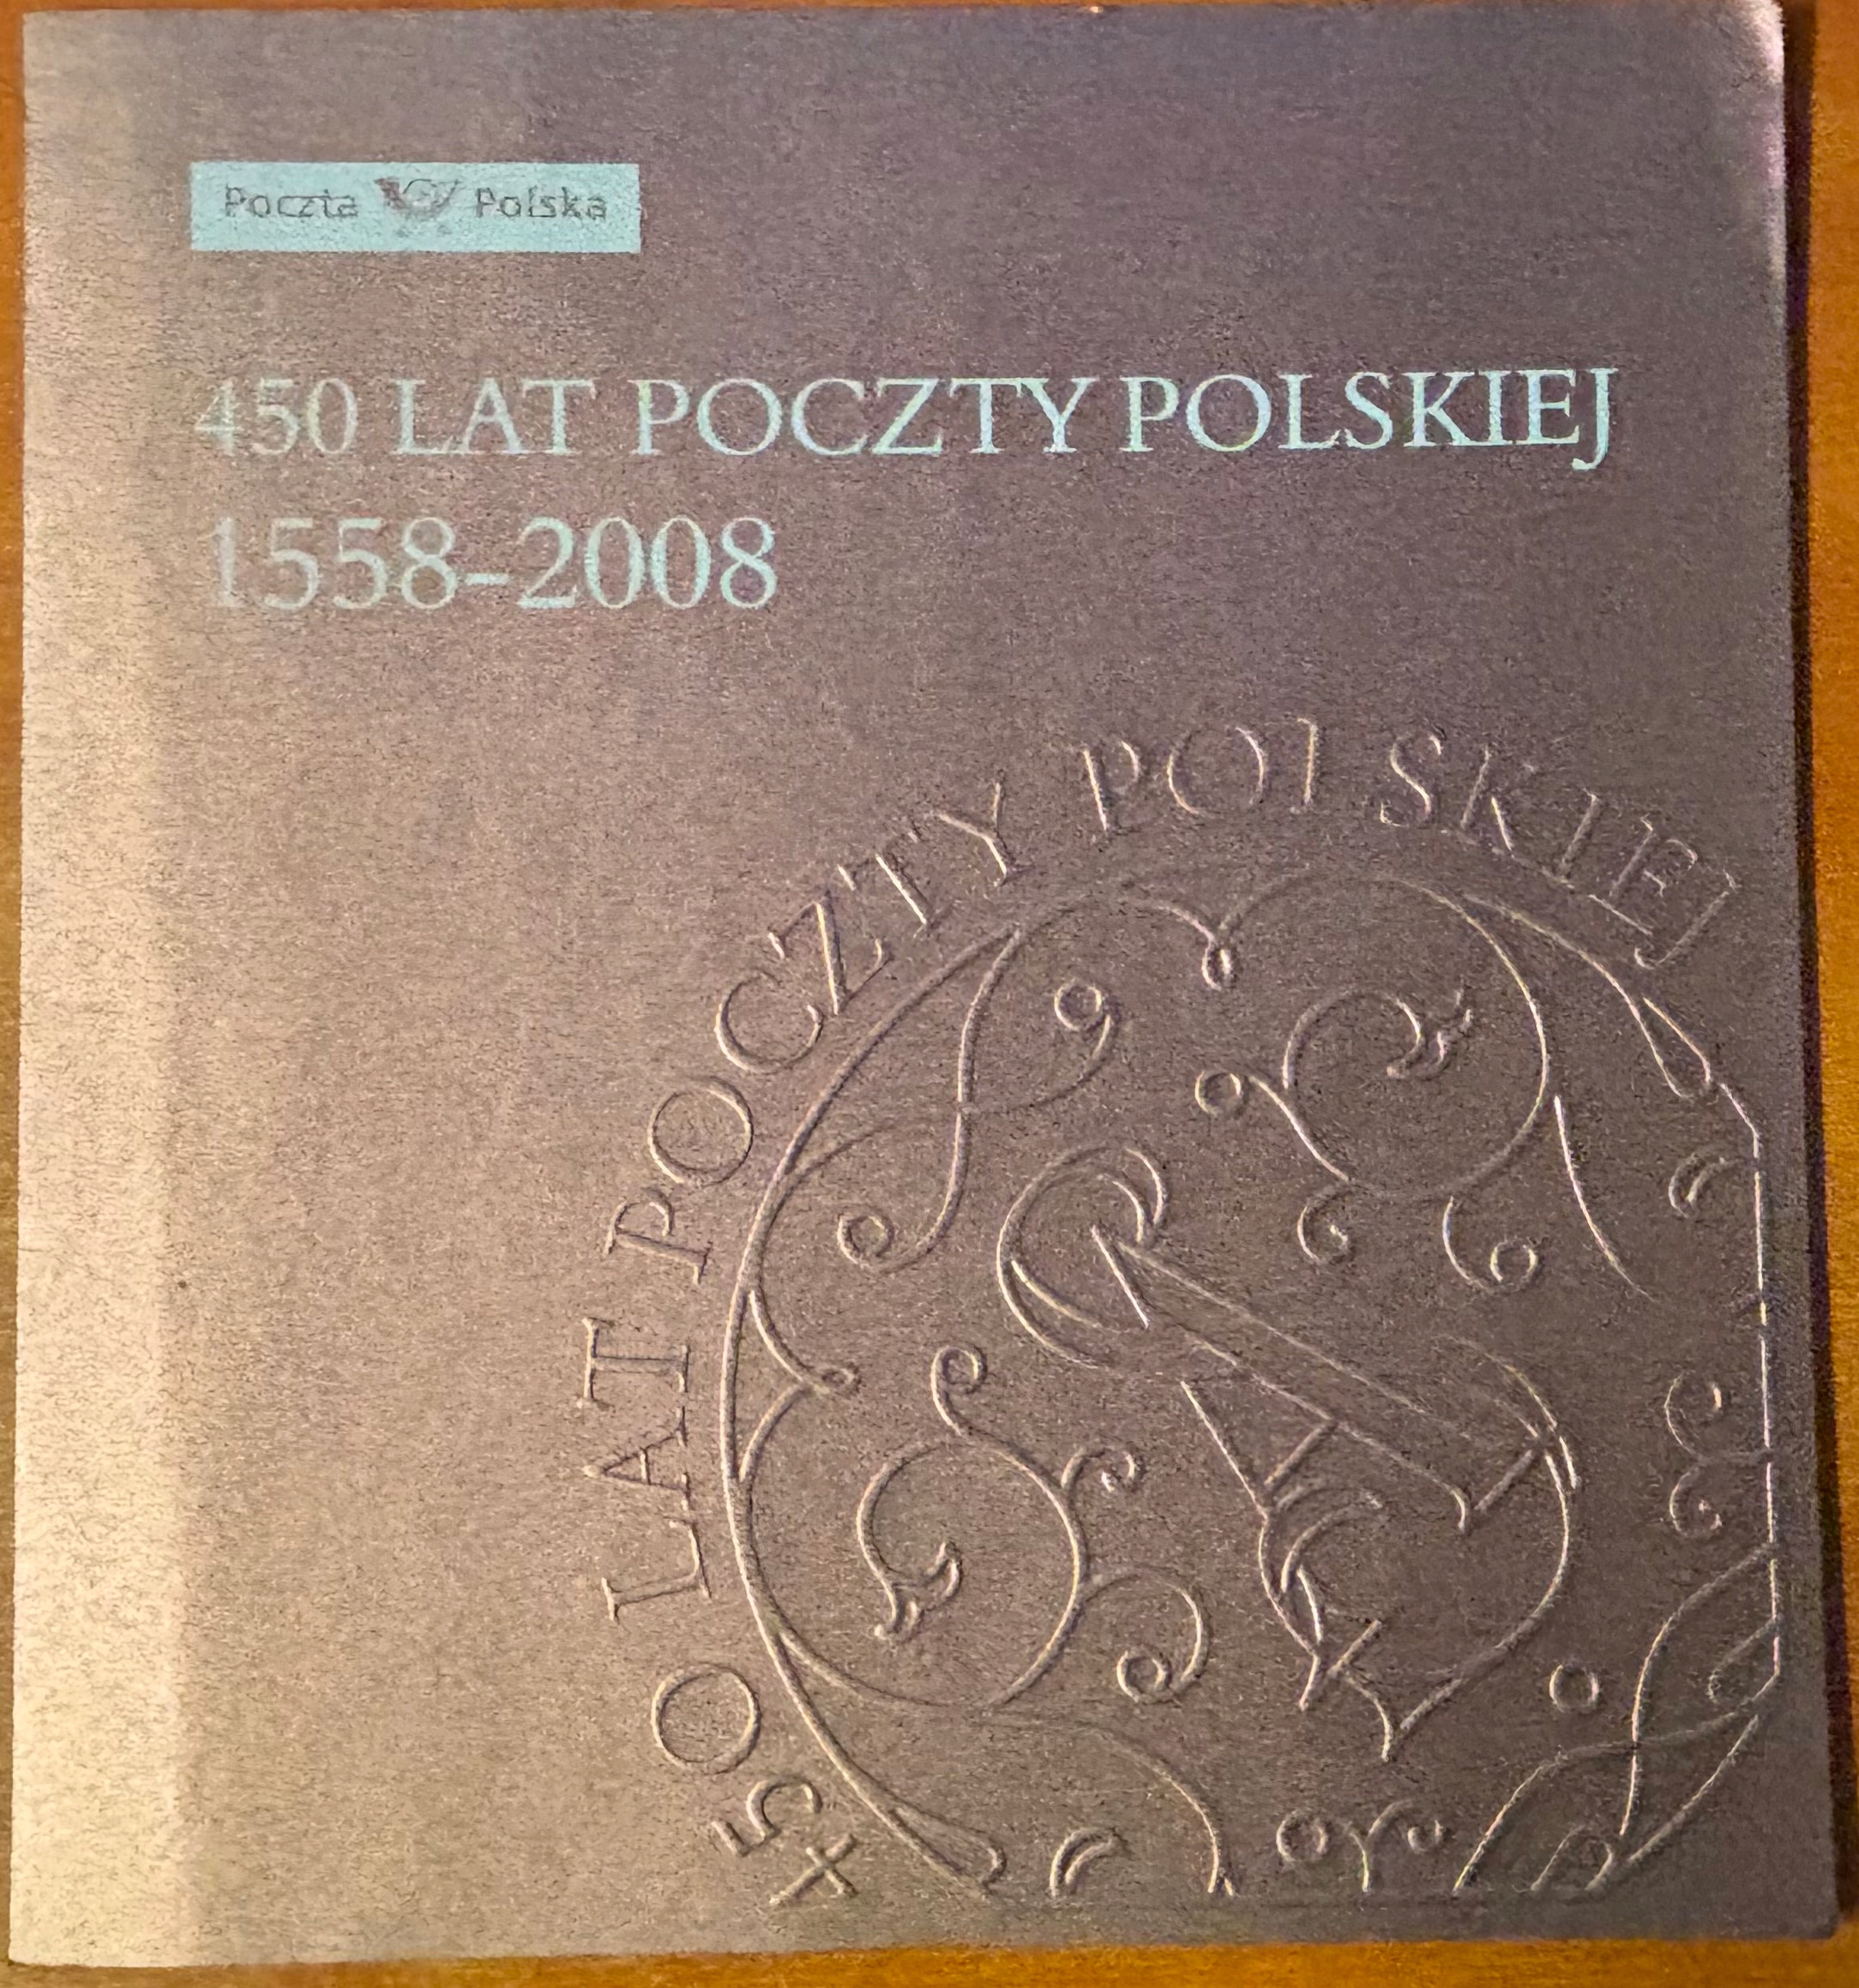 Poczta Polska
450 LAT POCZTY POLSKIEJ
1558-2008
450 LAT POCZTY POLSKIEJ